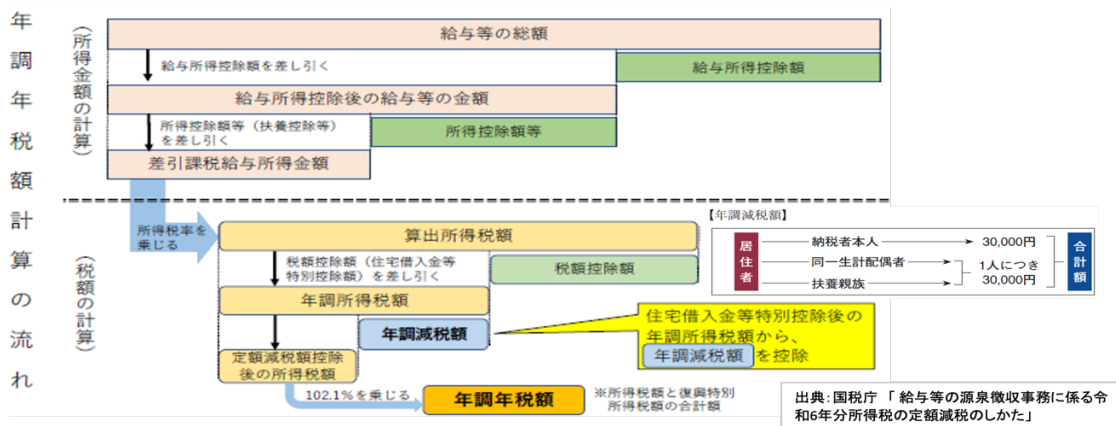 年調年税額計算の流れ
(所得金額の計算)
給与等の総額
給与所得控除額を差し引く
給与所得控除額
給与所得控除後の給与等の金額
所得控除額等（扶養控除等）
を差し引く
所得控除額等
差引課税給与所得金額
(税額の計算)
所得税率を
乗じる
算出所得税額
税額控除額（住宅借入金等
特別控除額）を差し引く
税額控除額
年調所得税額
年調減税額
定額減税額控除
後の所得税額
住宅借入金等特別控除後の
年調所得税額から、
年調減税額 を控除
102.1％を乗じる
年調年税額
※所得税額と復興特別
所得税額の合計額
【年調減税額】
居住者
納税者本人
30,000円
同一生計配偶者
扶養親族
1人につき
30,000円
合計額
出典：国税庁「 給与等の源泉徴収事務に係る令
和6年分所得税の定額減税のしかた」